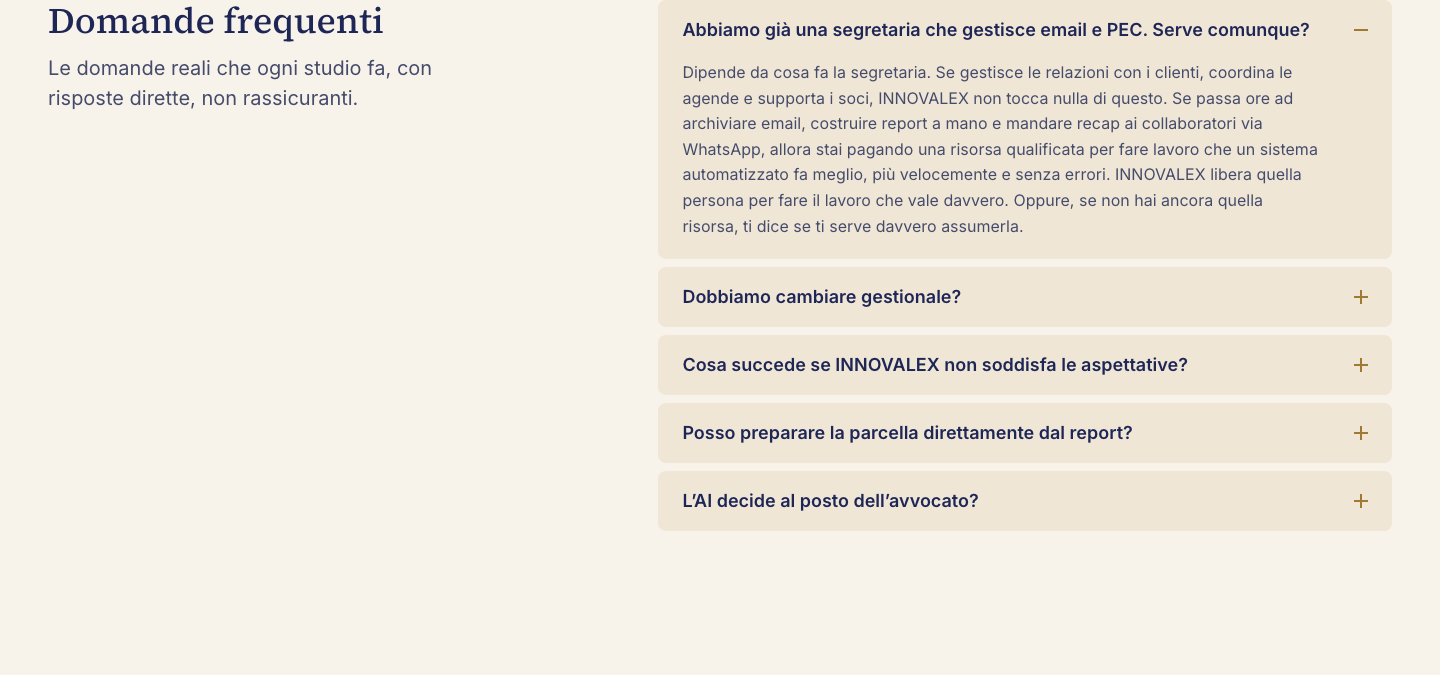 Domande frequenti
Le domande reali che ogni studio fa, con
risposte dirette, non rassicuranti.
Abbiamo già una segretaria che gestisce email e PEC. Serve comunque?
Dipende da cosa fa la segretaria. Se gestisce le relazioni con i clienti, coordina le
agende e supporta i soci, INNOVALEX non tocca nulla di questo. Se passa ore ad
archiviare email, costruire report a mano e mandare recap ai collaboratori via
WhatsApp, allora stai pagando una risorsa qualificata per fare lavoro che un sistema
automatizzato fa meglio, più velocemente e senza errori. INNOVALEX libera quella
persona per fare il lavoro che vale davvero. Oppure, se non hai ancora quella
risorsa, ti dice se ti serve davvero assumerla.
Dobbiamo cambiare gestionale?
Cosa succede se INNOVALEX non soddisfa le aspettative?
Posso preparare la parcella direttamente dal report?
L’AI decide al posto dell’avvocato?